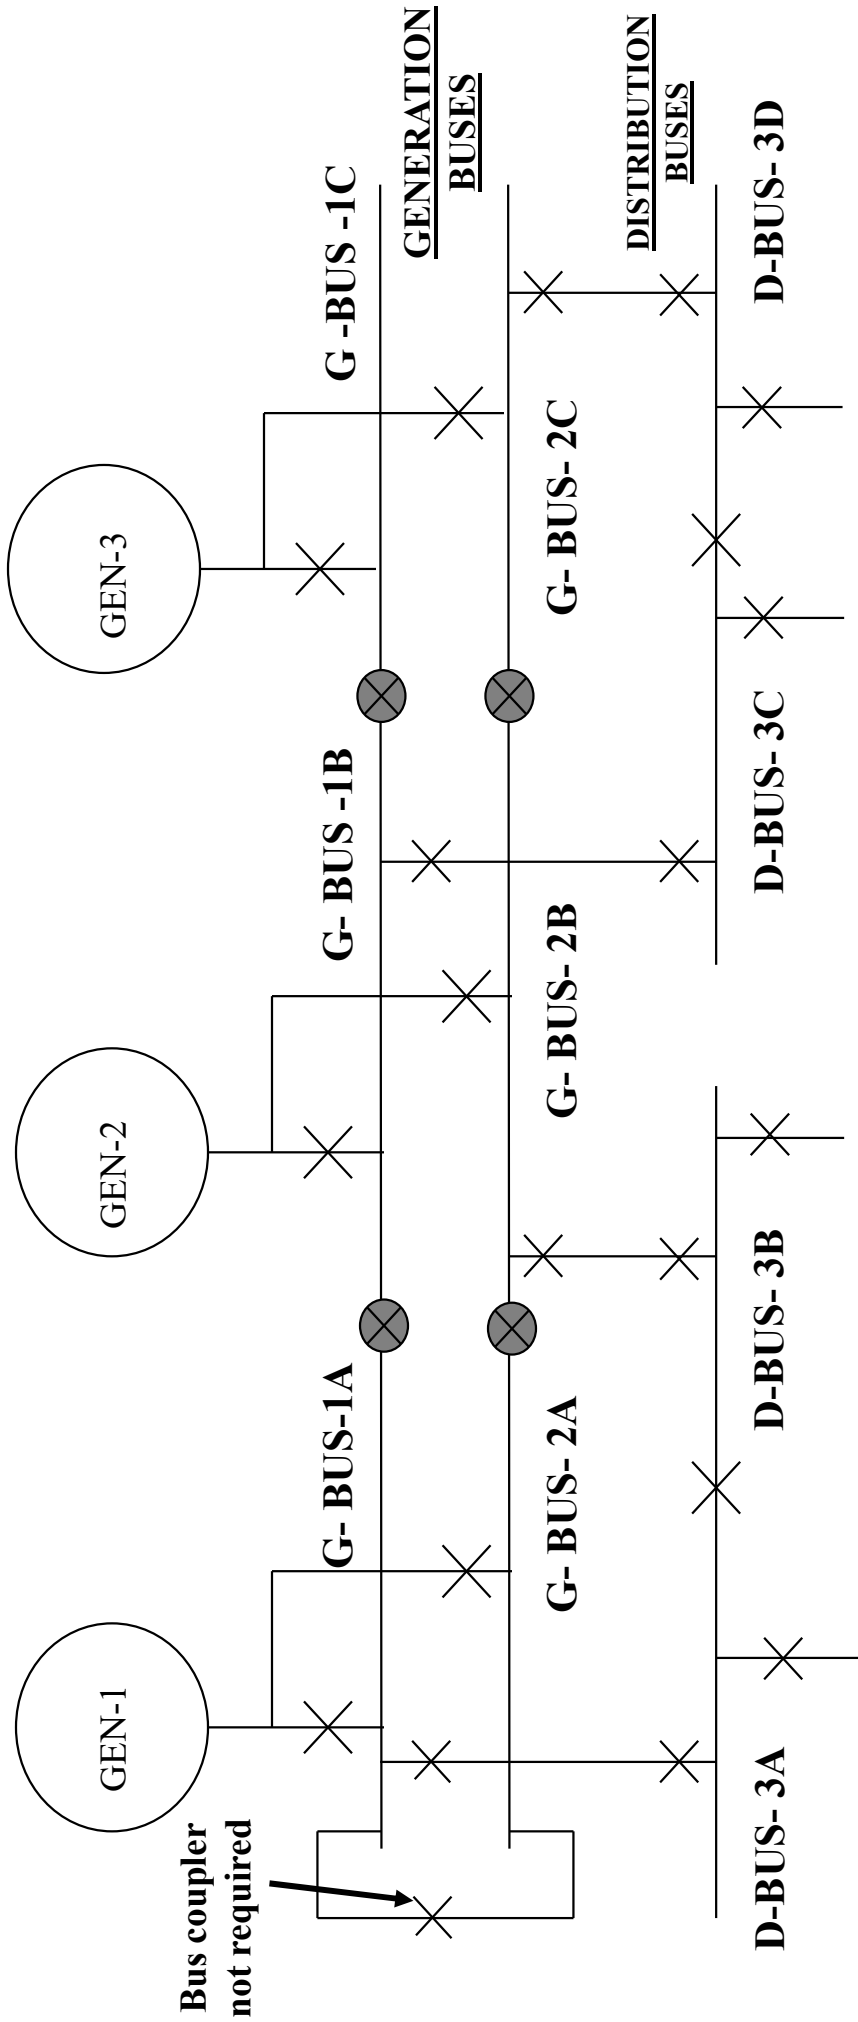 GEN-1
GEN-2
GEN-3
Bus coupler
not required
G- BUS-1A
G- BUS -1B
G -BUS -1C
GENERATION
BUSES
G- BUS- 2A
G- BUS- 2B
G- BUS- 2C
DISTRIBUTION
BUSES
D-BUS- 3A
D-BUS- 3B
D-BUS- 3C
D-BUS- 3D